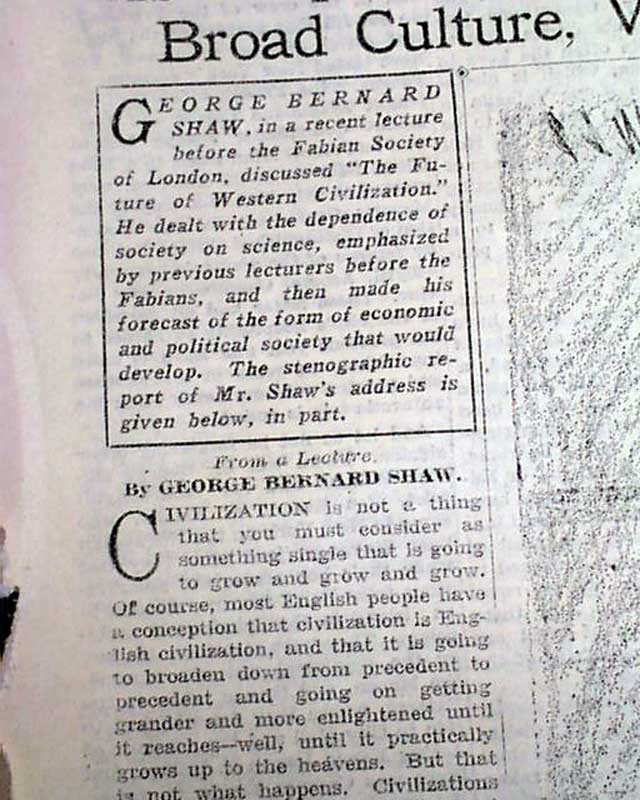 Broad Culture,
GEORGE BERNARD
SHAW, in a recent lecture
before the Fabian Society
of London, discussed "The Fu-
ture of Western Civilization."
He dealt with the dependence of
society on science, emphasized
by previous lecturers before the
Fabians, and then made his
forecast of the form of economic
and political society that would
develop. The stenographic re-
port of Mr. Shaw's address is
given below, in part.
From a Lecture.
By GEORGE BERNARD SHAW.
CIVILIZATION is not a thing
that you must consider as
something single that is going
to grow and grow and grow.
Of course, most English people have
a conception that civilization is Eng-
lish civilization, and that it is going
to broaden down from precedent to
precedent and going on getting
grander and more enlightened until
it reaches—well, until it practically
grows up to the heavens. But that
is not what happens. Civilizations